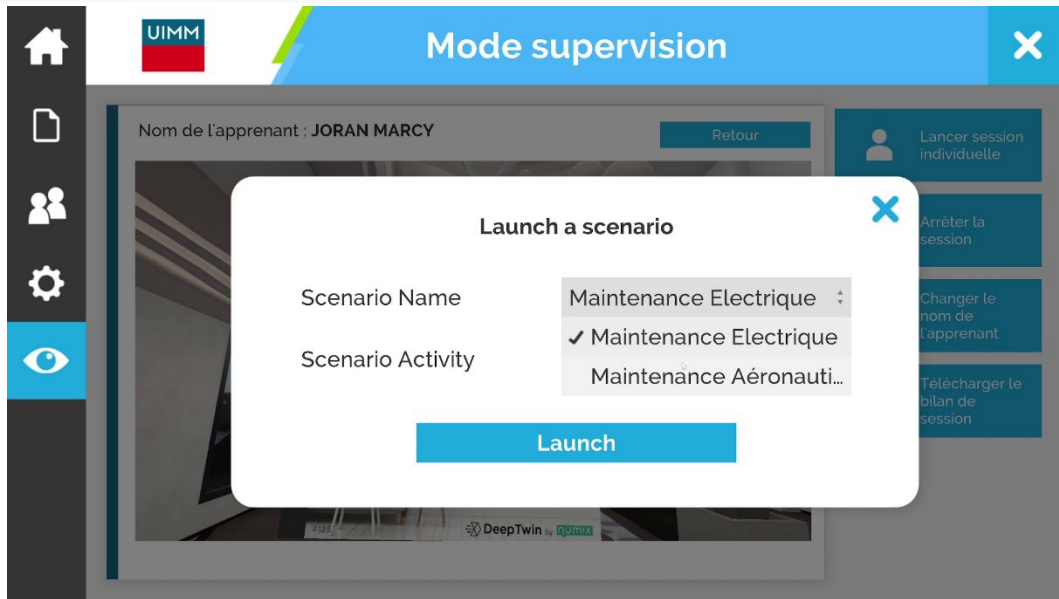 UIMM
Mode supervision
Nom de l'apprenant : JORAN MARCY
Retour
Lancer session
individuelle
Launch a scenario
Arrêter la
session
Scenario Name
Maintenance Electrique
Changer le
nom de
l'apprenant
✓ Maintenance Electrique
Scenario Activity
Maintenance Aéronauti...
Télécharger le
bilan de
session
Launch
DeepTwin by numix